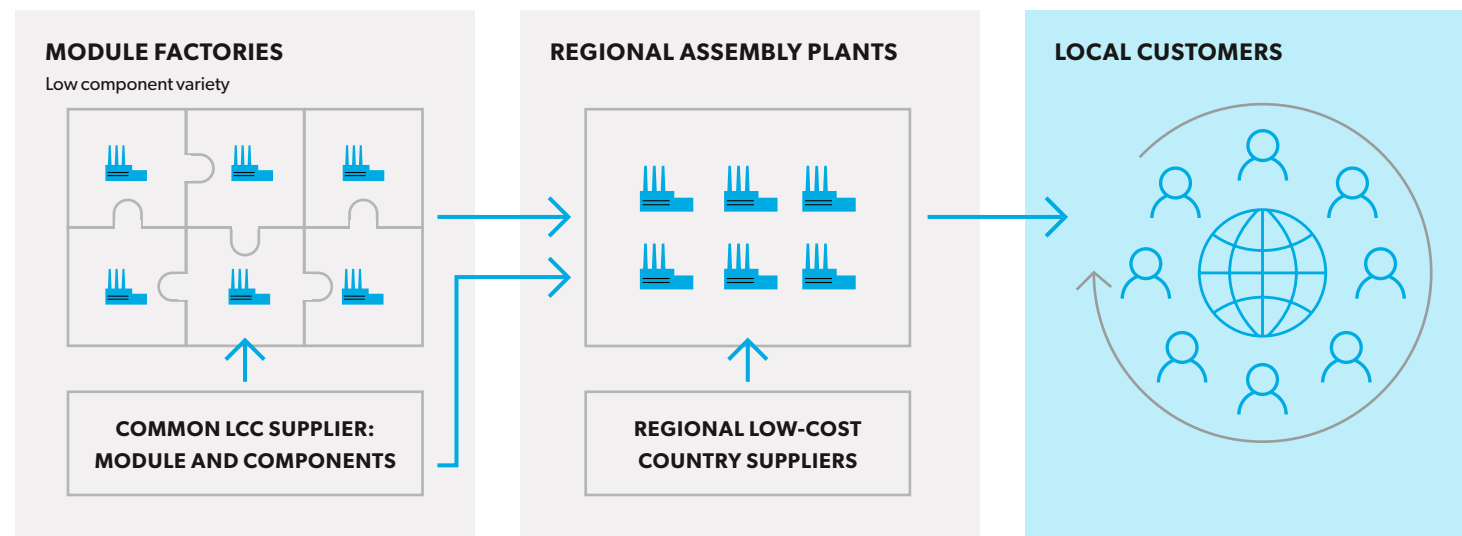 MODULE FACTORIES
Low component variety
COMMON LCC SUPPLIER:
MODULE AND COMPONENTS
REGIONAL ASSEMBLY PLANTS
REGIONAL LOW-COST
COUNTRY SUPPLIERS
LOCAL CUSTOMERS